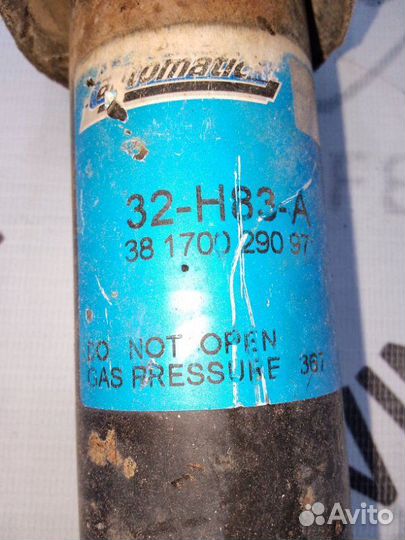 32-H83-A
38 1700 290 97
DO NOT OPEN
GAS PRESSURE 367
Avito